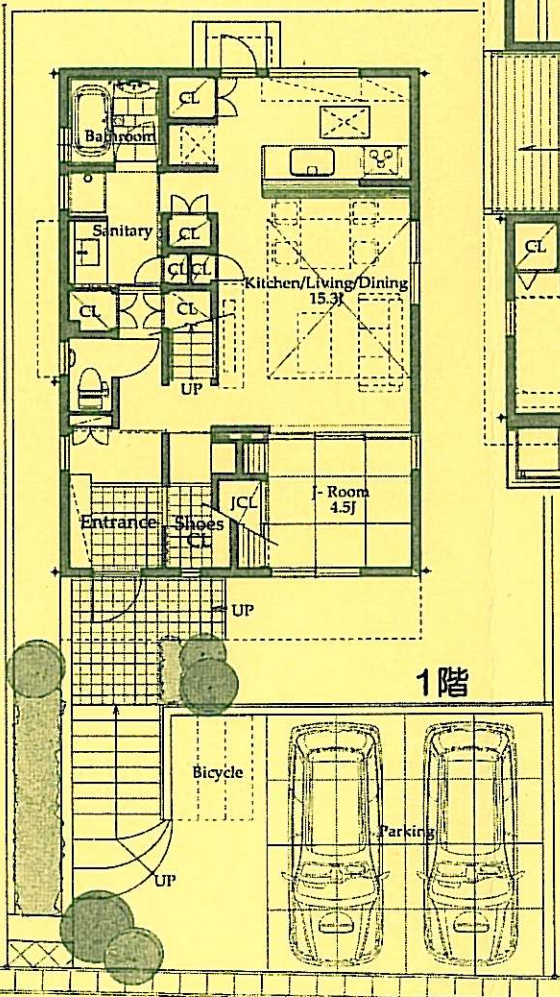 CL
Bathroom
Sanitary
CL
CL
CL
CL
Kitchen/Living/Dining
15.3J
CL
CL
UP
JCL
J- Room
4.5J
Entrance
Shoes
CL
UP
1階
Bicycle
Parking
UP